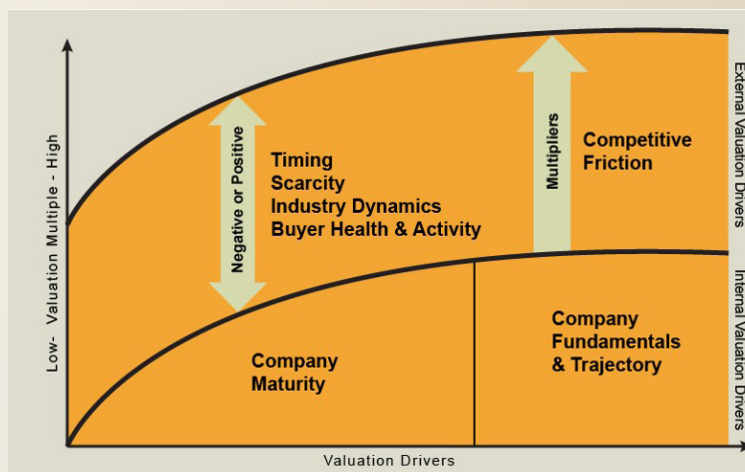 Low- Valuation Multiple - High
Negative or Positive
Timing
Scarcity
Industry Dynamics
Buyer Health & Activity
Multipliers
Competitive
Friction
External Valuation Drivers
Company
Maturity
Company
Fundamentals
& Trajectory
Internal Valuation Drivers
Valuation Drivers